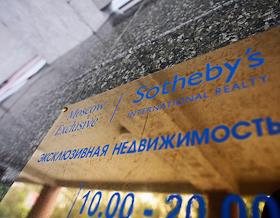 Moscow Exclusive | Sotheby's
INTERNATIONAL REALTY
ЭКСКЛЮЗИВНАЯ НЕДВИЖИМОСТЬ
10.00 - 20.00